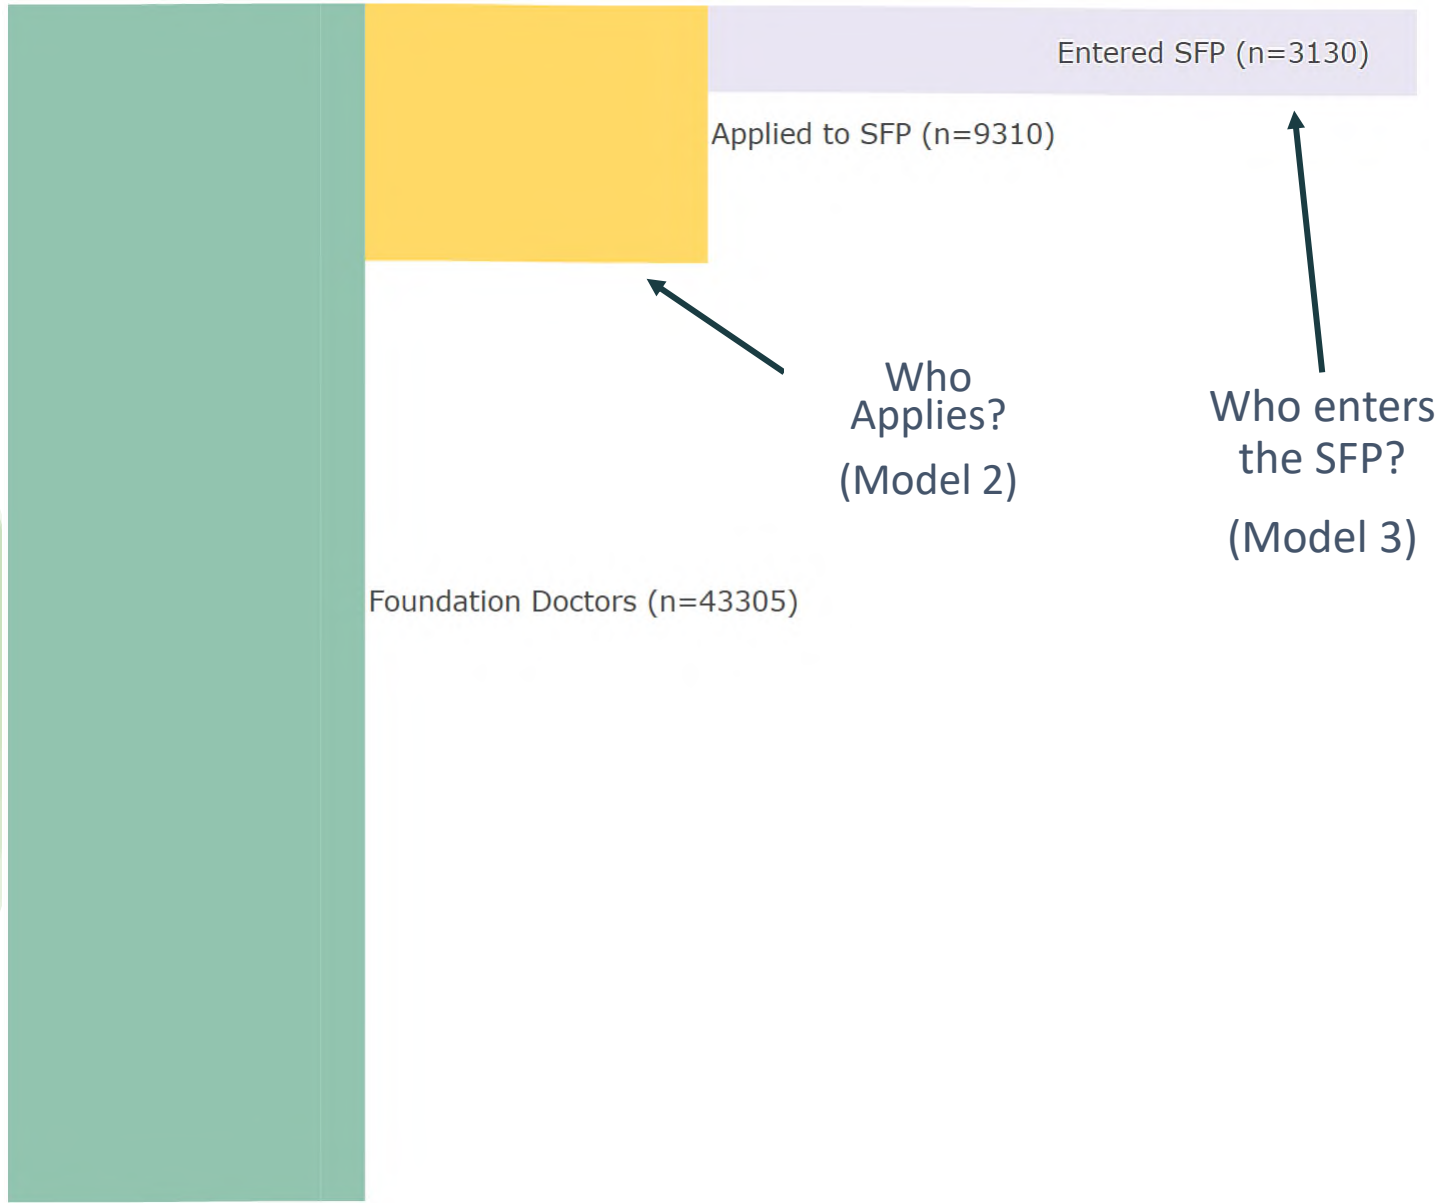 Entered SFP (n=3130)
Applied to SFP (n=9310)
Who
Applies?
(Model 2)
Who enters
the SFP?
(Model 3)
Foundation Doctors (n=43305)